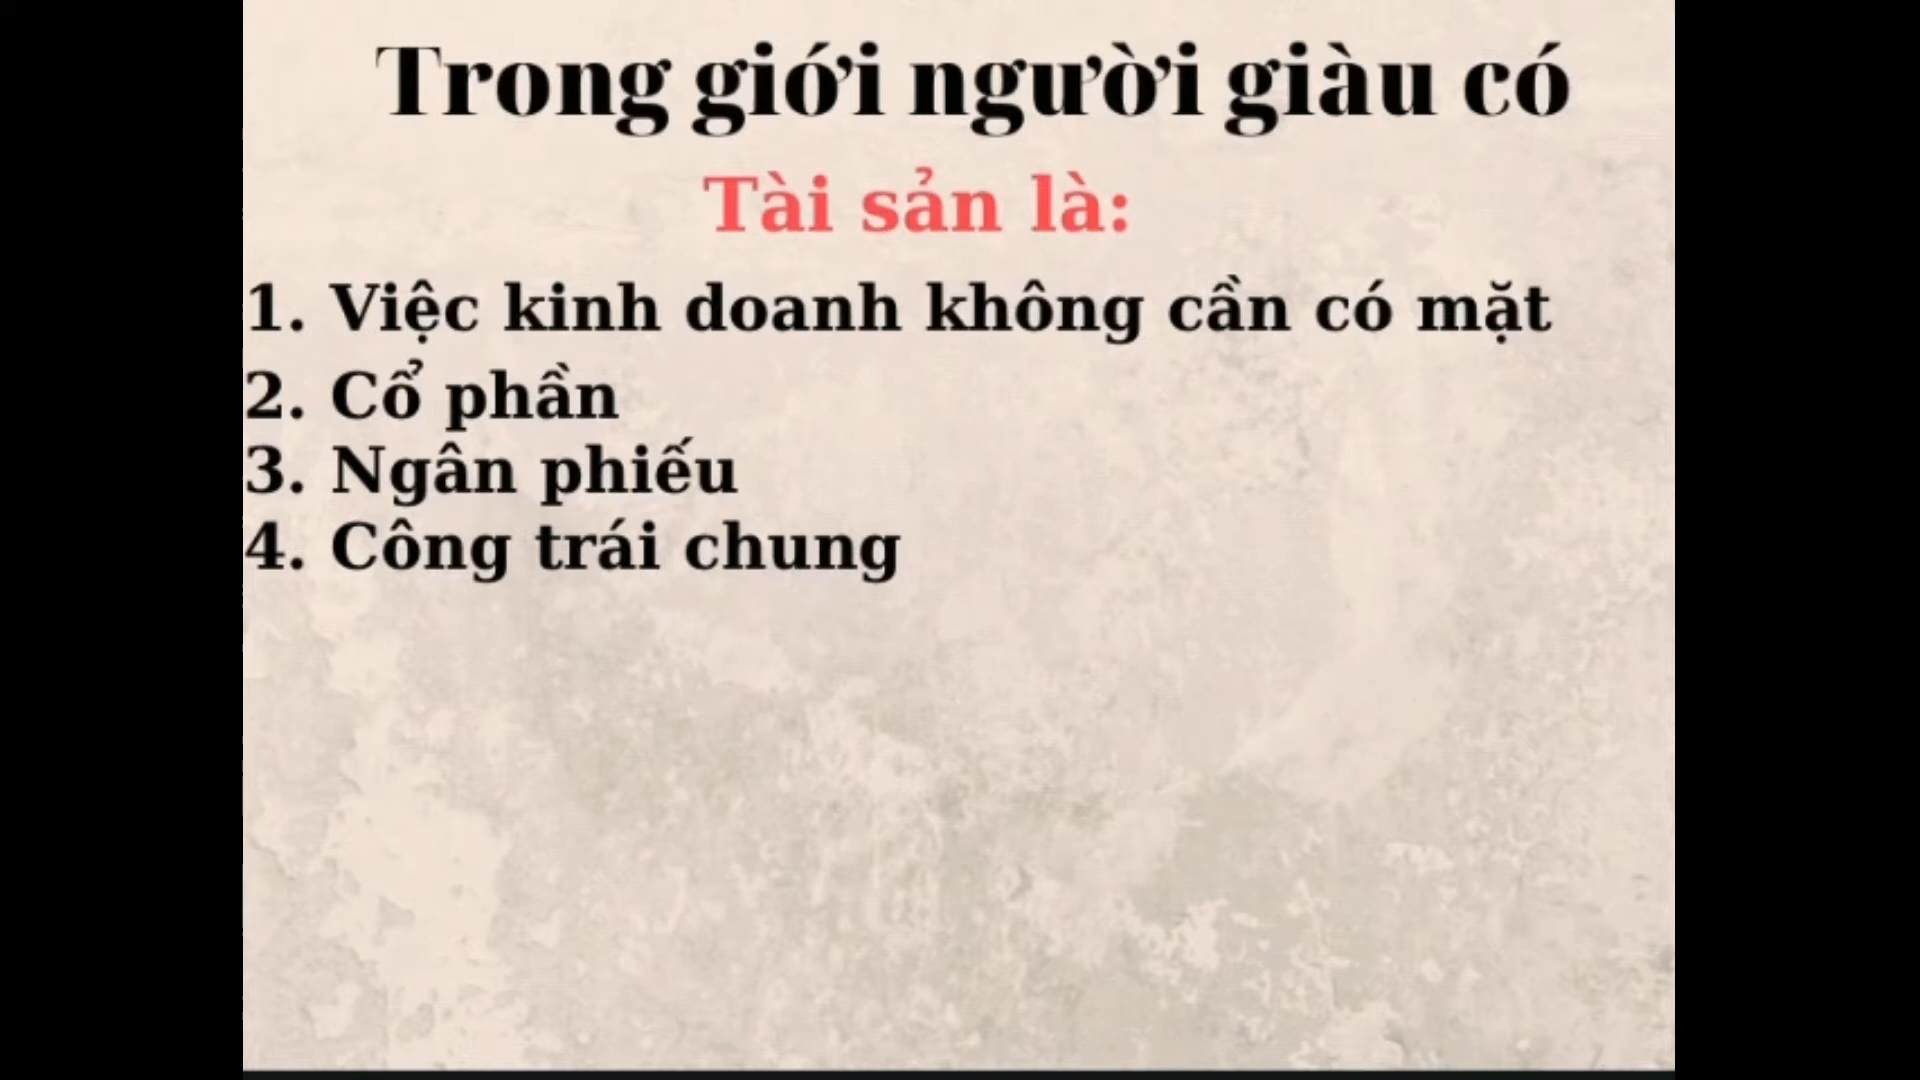 Trong giới người giàu có
Tài sản là:
1. Việc kinh doanh không cần có mặt
2. Cổ phần
3. Ngân phiếu
4. Công trái chung